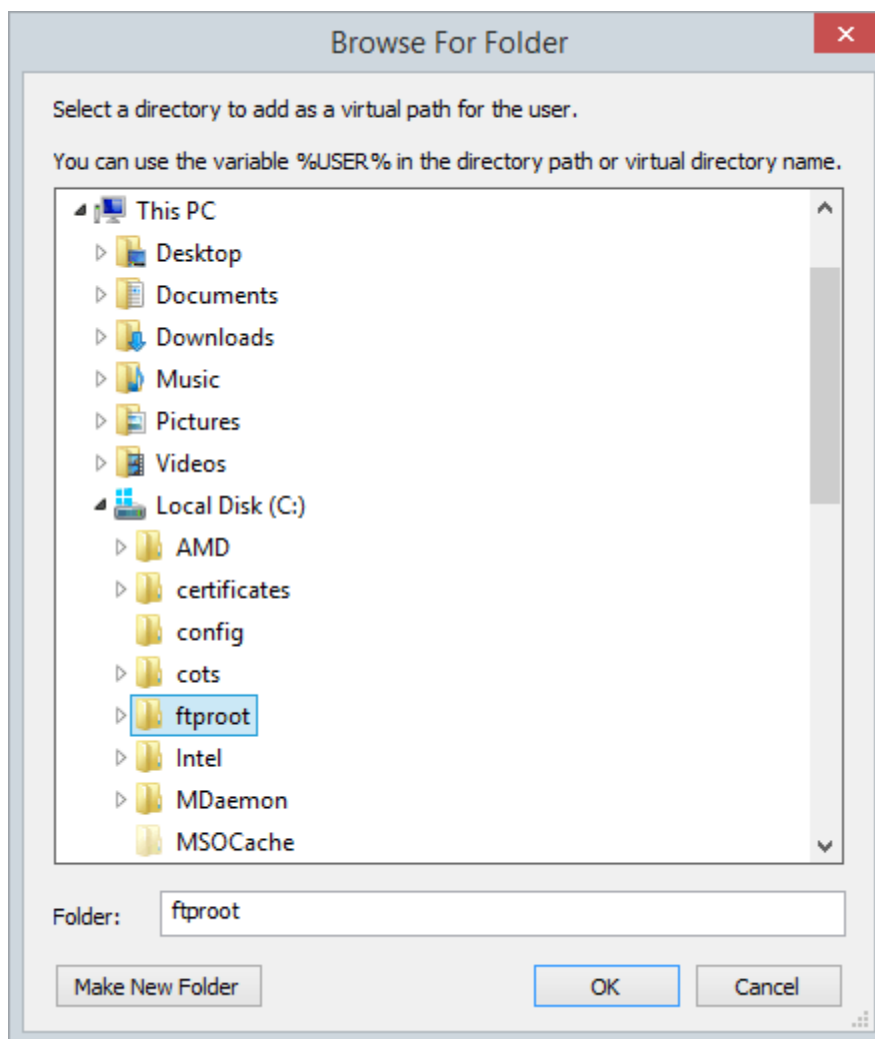 Browse For Folder
Select a directory to add as a virtual path for the user.
You can use the variable %USER% in the directory path or virtual directory name.
This PC
Desktop
Documents
Downloads
Music
Pictures
Videos
Local Disk (C:)
AMD
certificates
config
cots
ftproot
Intel
MDaemon
MSOCache
Folder: ftproot
Make New Folder OK Cancel